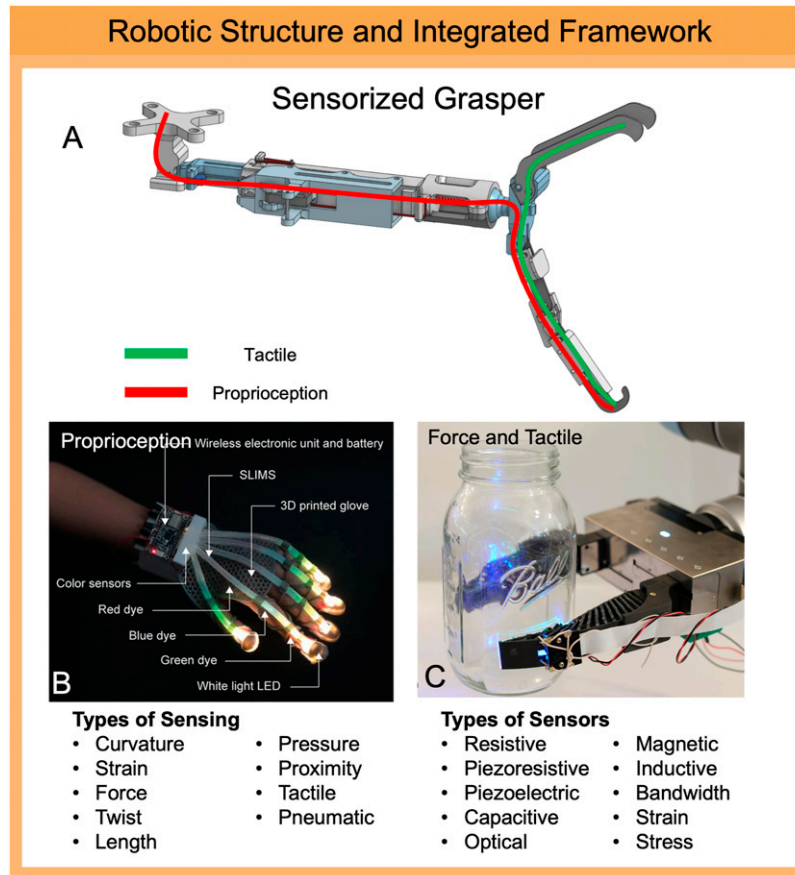 Robotic Structure and Integrated Framework
Sensorized Grasper
A
Tactile
Proprioception
Proprioception
Wireless electronic unit and battery
SLIMS
3D printed glove
Color sensors
Red dye
Blue dye
Green dye
White light LED
B
Force and Tactile
Ball
C
Types of Sensing
• Curvature
• Strain
• Force
• Twist
• Length
• Pressure
• Proximity
• Tactile
• Pneumatic
Types of Sensors
• Resistive
• Piezoresistive
• Piezoelectric
• Capacitive
• Optical
• Magnetic
• Inductive
• Bandwidth
• Strain
• Stress